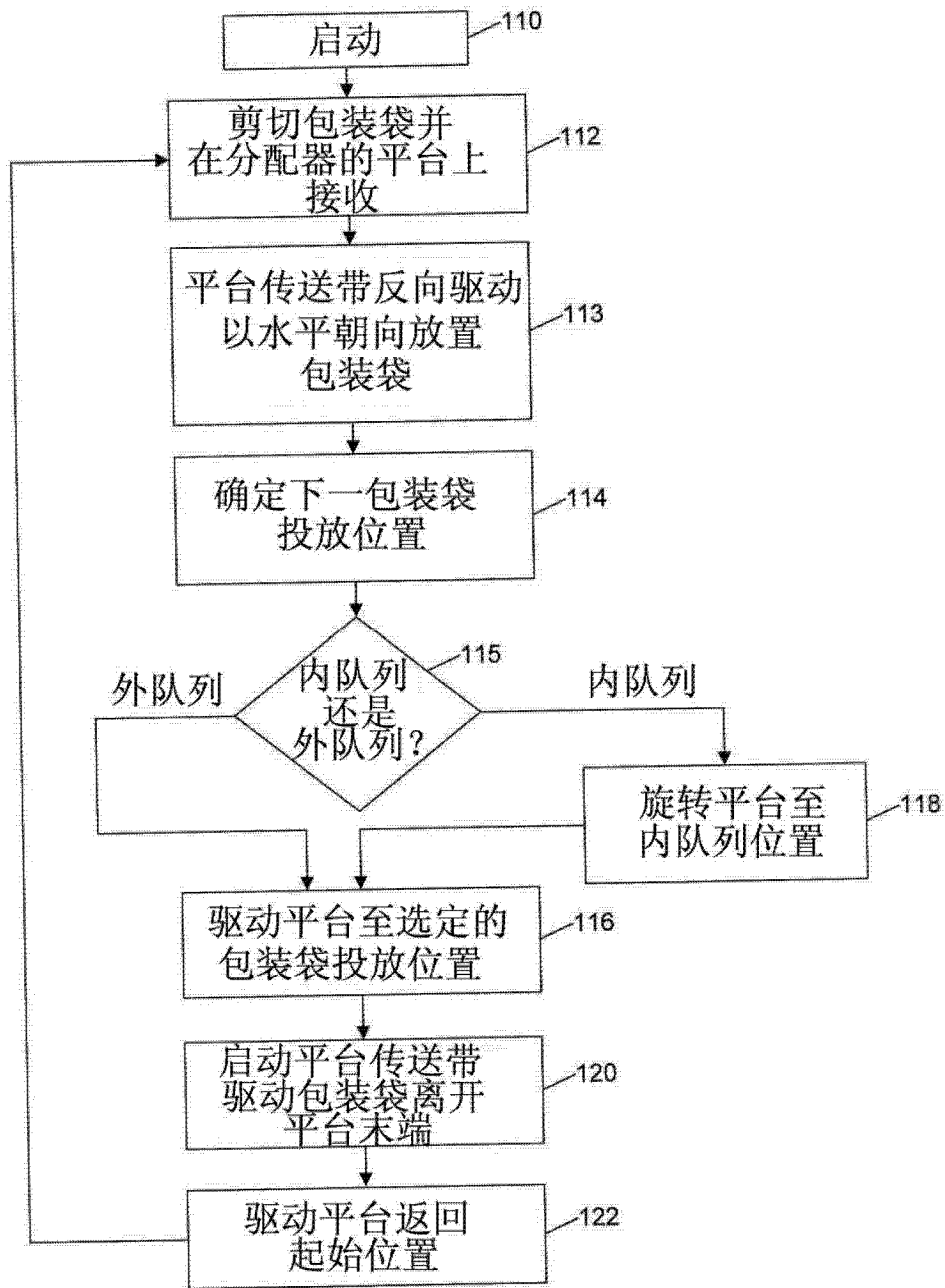 启动
110
剪切包装袋并
在分配器的平台上
接收
112
平台传送带反向驱动
以水平朝向放置
包装袋
113
确定下一包装袋
投放位置
114
内队列
还是
外队列？
115
外队列
内队列
旋转平台至
内队列位置
118
驱动平台至选定的
包装袋投放位置
116
启动平台传送带
驱动包装袋离开
平台末端
120
驱动平台返回
起始位置
122